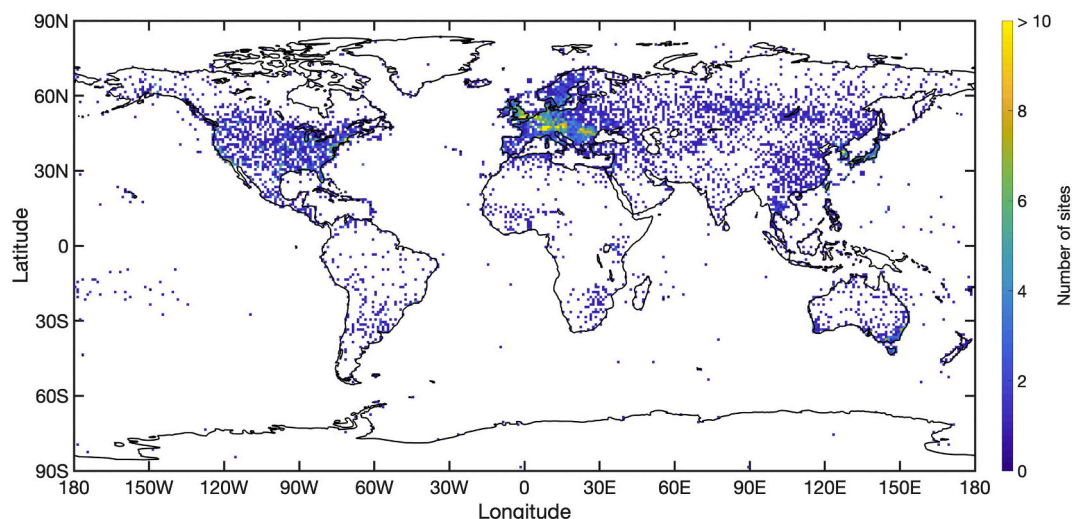 90N
60N
30N
0
30S
60S
90S
Latitude
180 150W 120W 90W 60W 30W 0 30E 60E 90E 120E 150E 180
Longitude
> 10
8
6
4
2
0
Number of sites